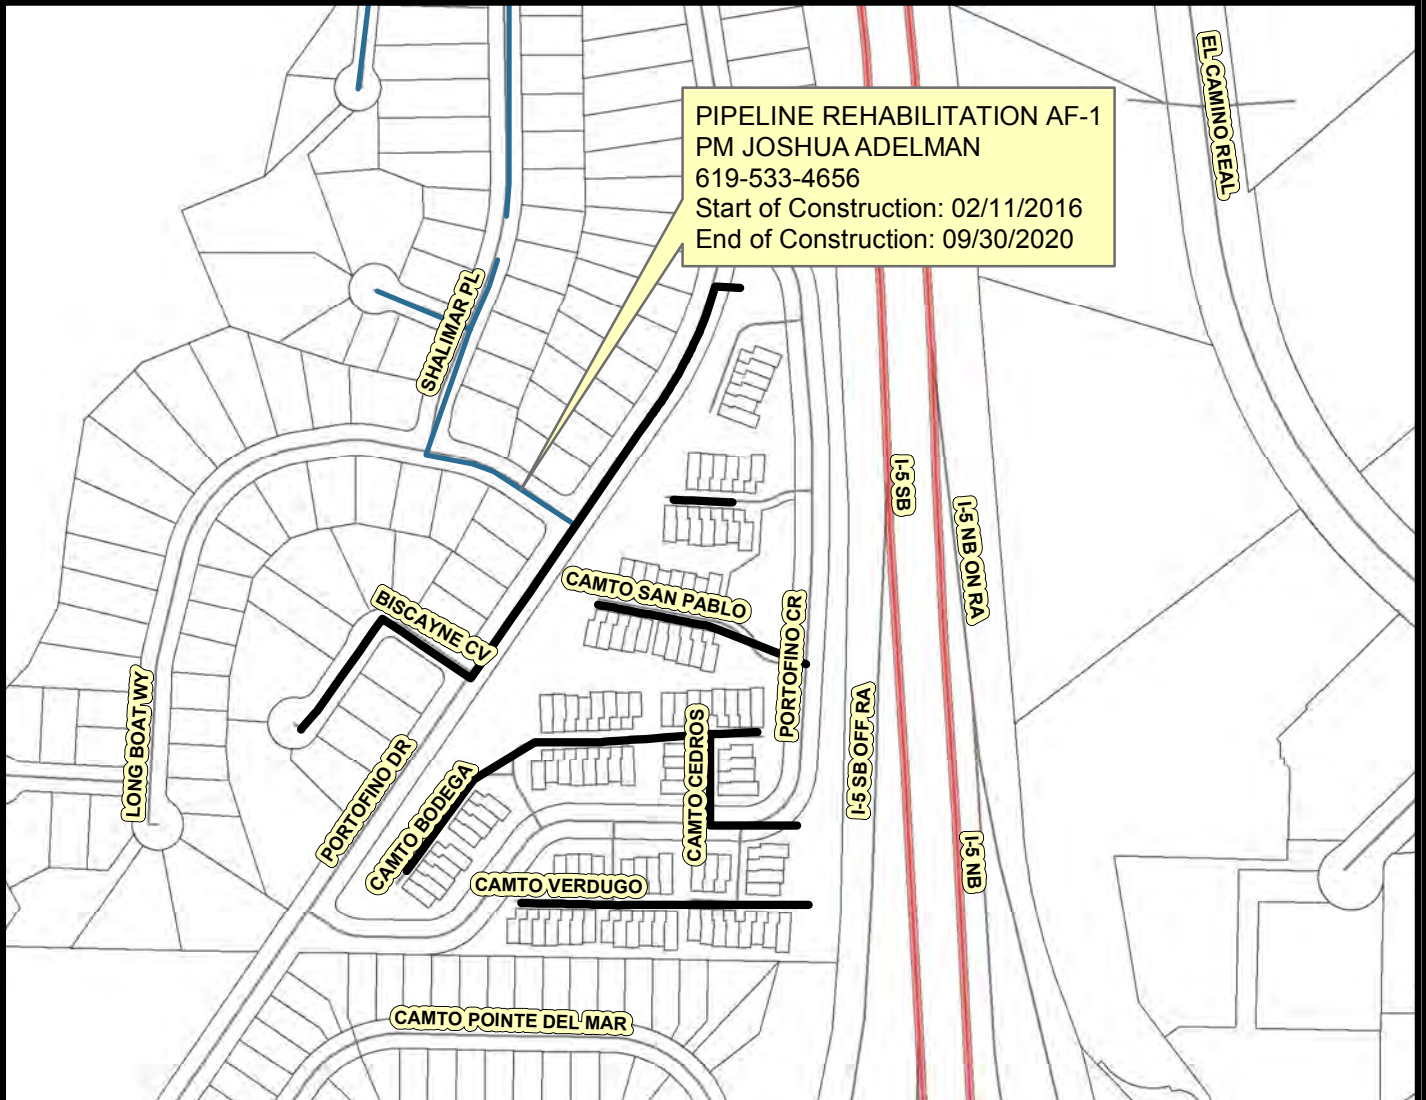 EL CAMINO REAL
PIPELINE REHABILITATION AF-1
PM JOSHUA ADELMAN
619-533-4656
Start of Construction: 02/11/2016
End of Construction: 09/30/2020
SHALIMAR PL
I-5 SB
I-5 NB ON RA
CAMTO SAN PABLO
BISCAYNE CV
PORTOFINO CR
LONG BOAT WY
I-5 SB OFF RA
CAMTO CEDROS
PORTOFINO DR
CAMTO BODEGA
I-5 NB
CAMTO VERDUGO
CAMTO POINTE DEL MAR